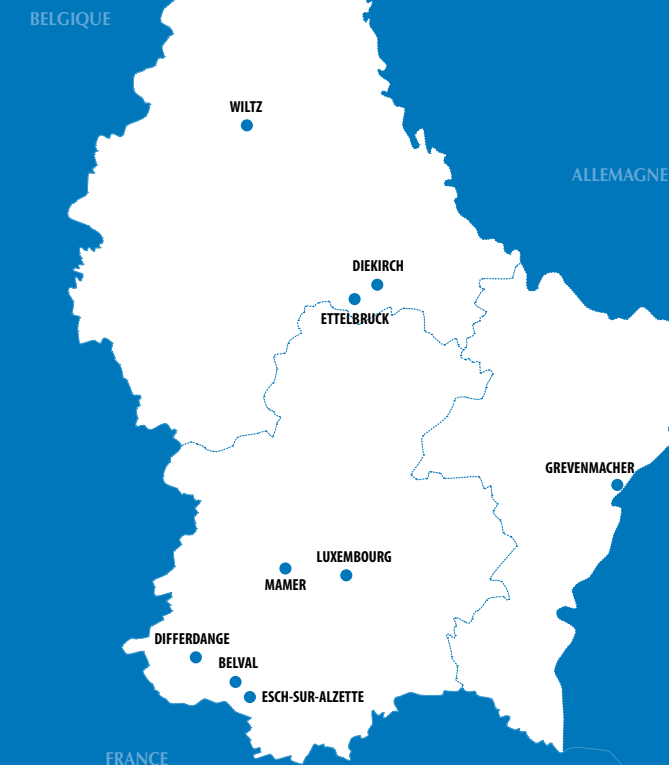 BELGIQUE
WILTZ
ALLEMAGNE
DIEKIRCH
ETTELBRUCK
GREVENMACHER
LUXEMBOURG
MAMER
DIFFERDANGE
BELVAL
ESCH-SUR-ALZETTE
FRANCE